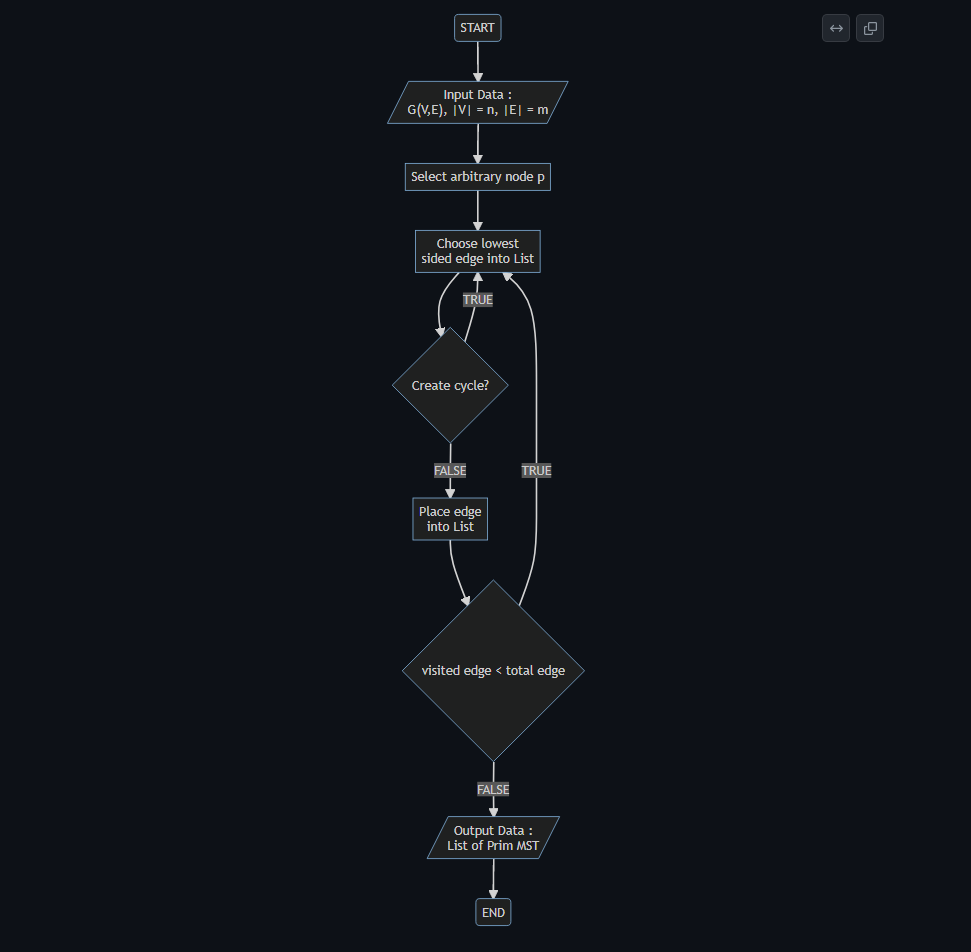 START
Input Data :
G(V,E), |V| = n, |E| = m
Select arbitrary node p
Choose lowest
sided edge into List
TRUE
Create cycle?
FALSE
TRUE
Place edge
into List
visited edge < total edge
FALSE
Output Data :
List of Prim MST
END